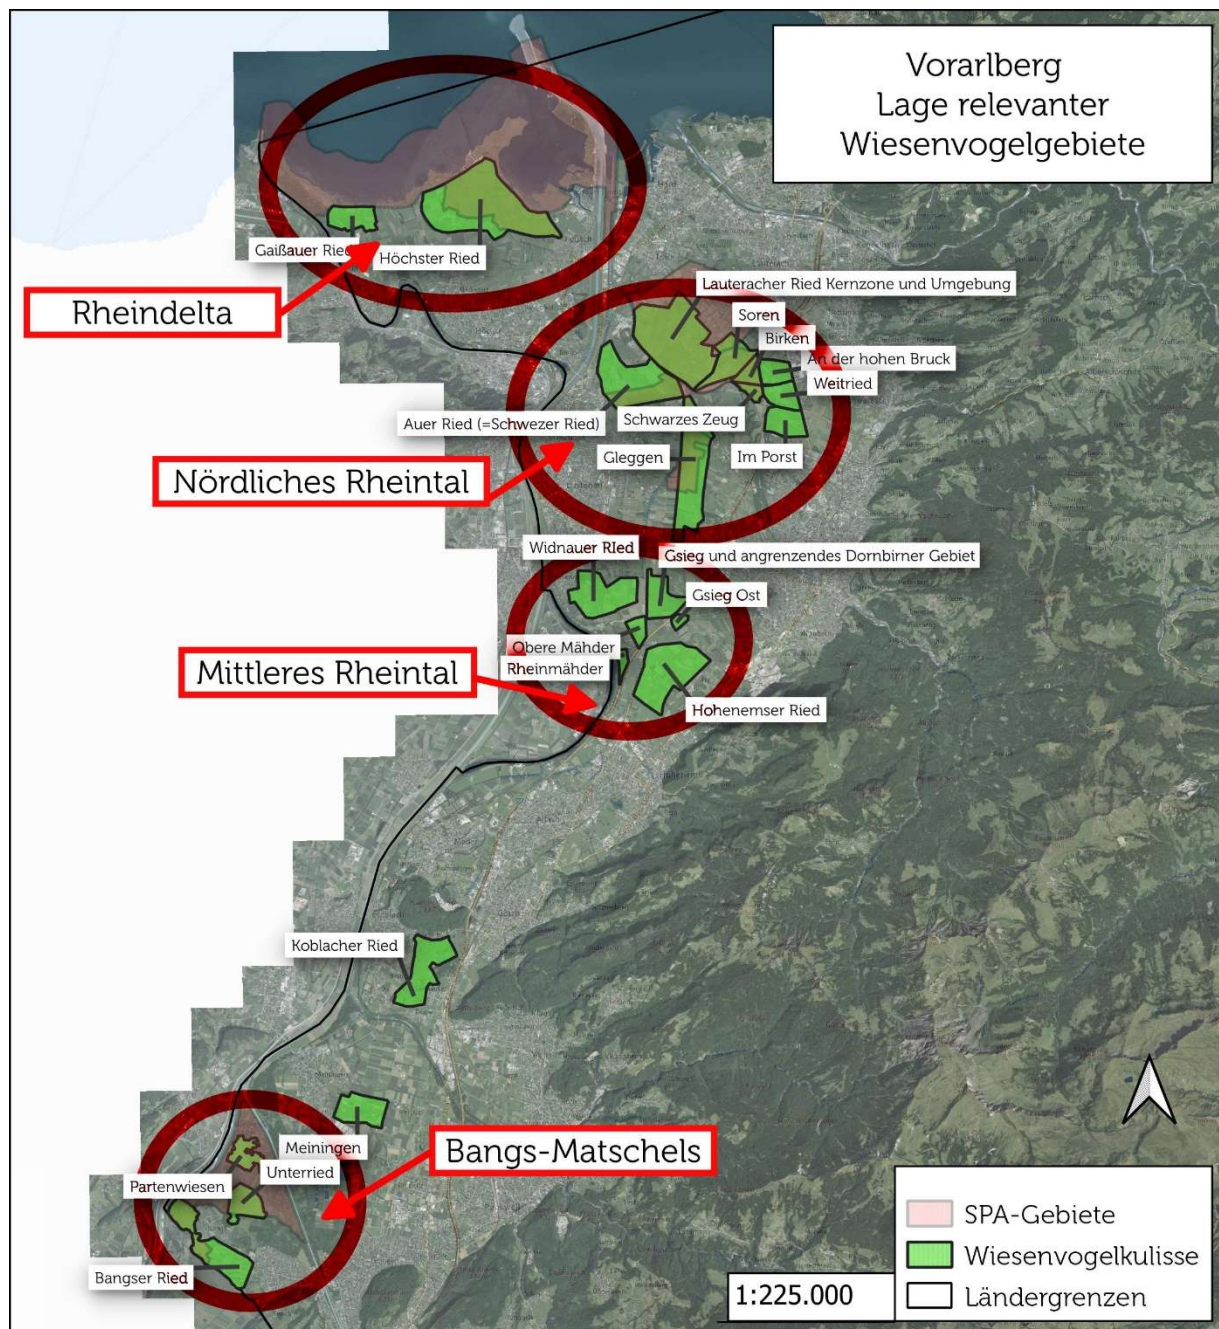 Vorarlberg
Lage relevanter
Wiesenvogelgebiete
Gaißauer Ried
Höchster Ried
Rheindelta
Lauteracher Ried Kernzone und Umgebung
Soren
Birken
An der hohen Bruck
Weitried
Auer Ried (=Schwezer Ried)
Schwarzes Zeug
Gleggen
Im Porst
Nördliches Rheintal
Widnauer RIed
Gsieg und angrenzendes Dornbirner Gebiet
Gsieg Ost
Obere Mähder
Rheinmähder
Mittleres Rheintal
Hohenemser Ried
Koblacher Ried
Meiningen
Unterried
Partenwiesen
Bangs-Matschels
Bangser Ried
SPA-Gebiete
Wiesenvogelkulisse
Ländergrenzen
1:225.000